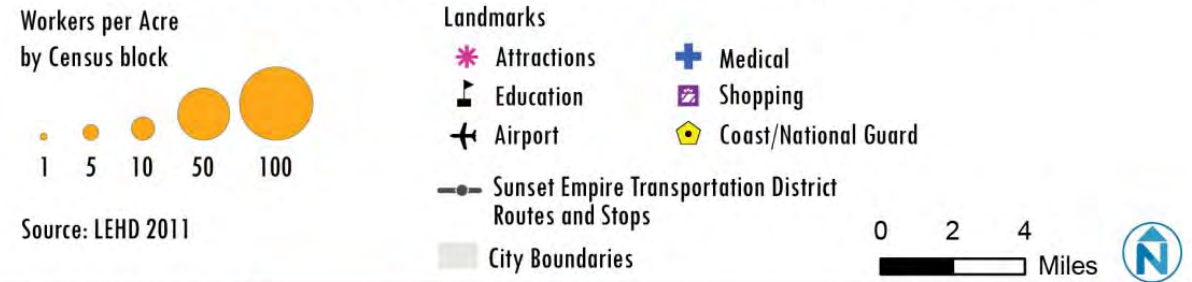 Workers per Acre
by Census block
1 5 10 50 100
Source: LEHD 2011
Landmarks
Attractions
Education
Airport
Medical
Shopping
Coast/National Guard
Sunset Empire Transportation District
Routes and Stops
City Boundaries
0 2 4
Miles
N